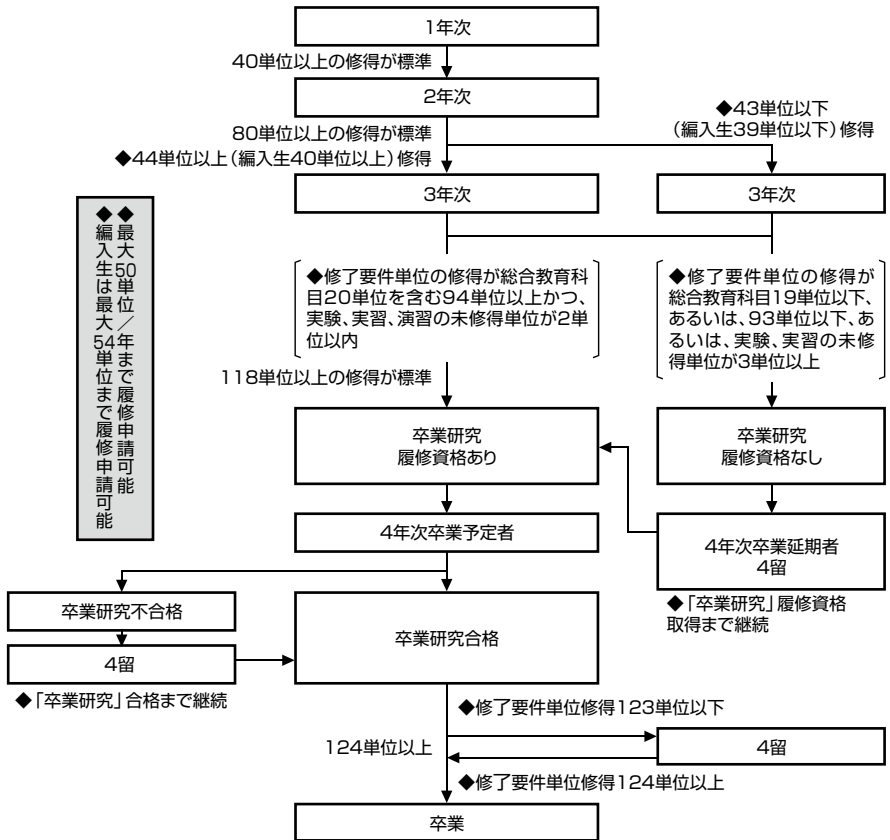 1年次
40単位以上の修得が標準
2年次
80単位以上の修得が標準
◆44単位以上（編入生40単位以上）修得
◆43単位以下
（編入生39単位以下）修得
3年次
3年次
◆最大50単位／年まで履修申請可能
◆編入生は最大54単位まで履修申請可能
◆修了要件単位の修得が総合教育科
目20単位を含む94単位以上かつ、
実験、実習、演習の未修得単位が2単
位以内
◆修了要件単位の修得が
総合教育科目19単位以下、
あるいは、93単位以下、あ
るいは、実験、実習の未修
得単位が3単位以上
118単位以上の修得が標準
卒業研究
履修資格あり
卒業研究
履修資格なし
4年次卒業予定者
4年次卒業延期者
4留
◆「卒業研究」履修資格
取得まで継続
卒業研究不合格
卒業研究合格
4留
◆「卒業研究」合格まで継続
◆修了要件単位修得123単位以下
124単位以上
4留
◆修了要件単位修得124単位以上
卒業